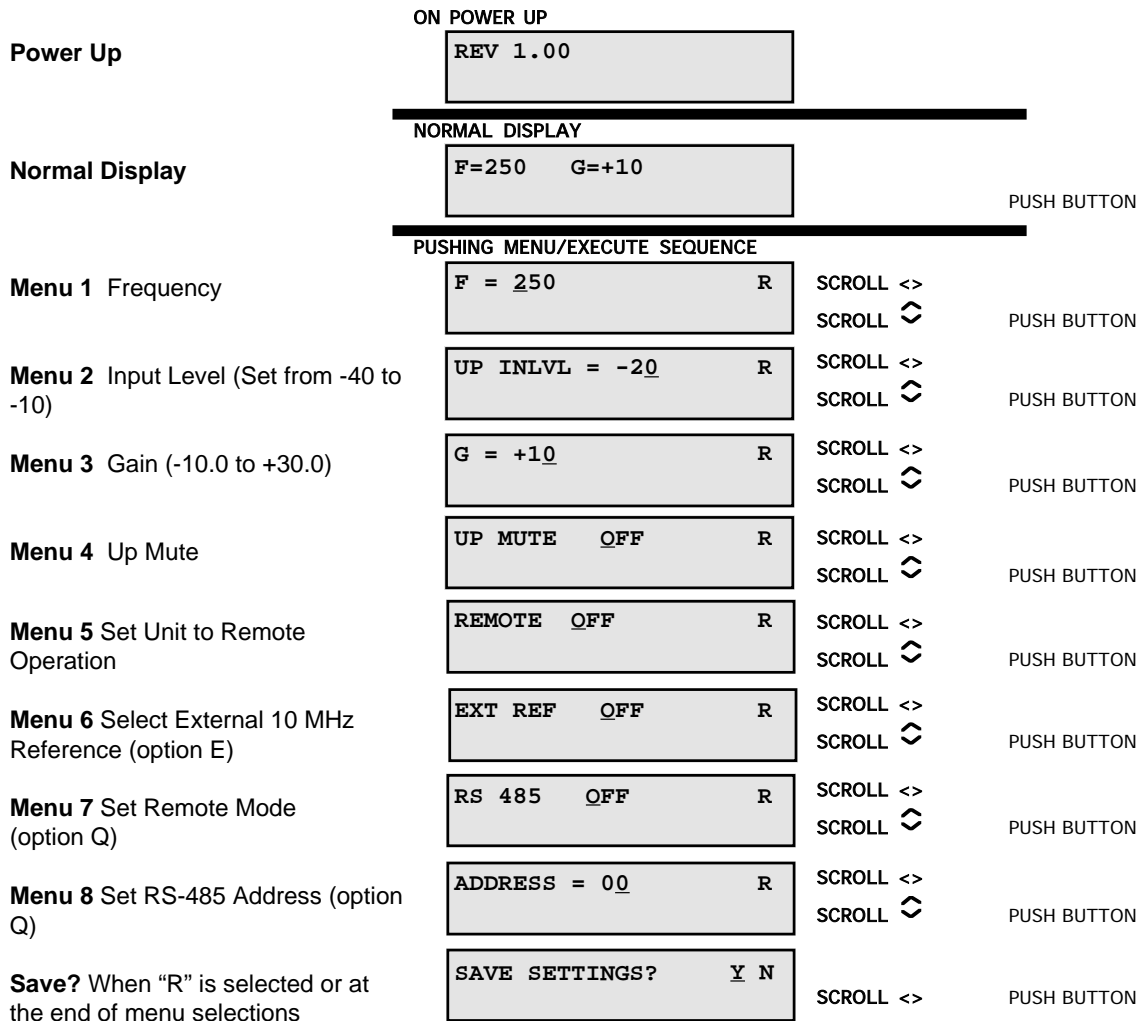 ON POWER UP
Power Up
REV 1.00
NORMAL DISPLAY
Normal Display
F=250 G=+10
PUSH BUTTON
PUSHING MENU/EXECUTE SEQUENCE
Menu 1 Frequency
F = 250 R
SCROLL <>
SCROLL
PUSH BUTTON
Menu 2 Input Level (Set from -40 to
-10)
UP INLVL = -20 R
SCROLL <>
SCROLL
PUSH BUTTON
Menu 3 Gain (-10.0 to +30.0)
G = +10 R
SCROLL <>
SCROLL
PUSH BUTTON
Menu 4 Up Mute
UP MUTE OFF R
SCROLL <>
SCROLL
PUSH BUTTON
Menu 5 Set Unit to Remote
Operation
REMOTE OFF R
SCROLL <>
SCROLL
PUSH BUTTON
Menu 6 Select External 10 MHz
Reference (option E)
EXT REF OFF R
SCROLL <>
SCROLL
PUSH BUTTON
Menu 7 Set Remote Mode
(option Q)
RS 485 OFF R
SCROLL <>
SCROLL
PUSH BUTTON
Menu 8 Set RS-485 Address (option
Q)
ADDRESS = 00 R
SCROLL <>
SCROLL
PUSH BUTTON
Save? When “R” is selected or at
the end of menu selections
SAVE SETTINGS? Y N
SCROLL <>
PUSH BUTTON